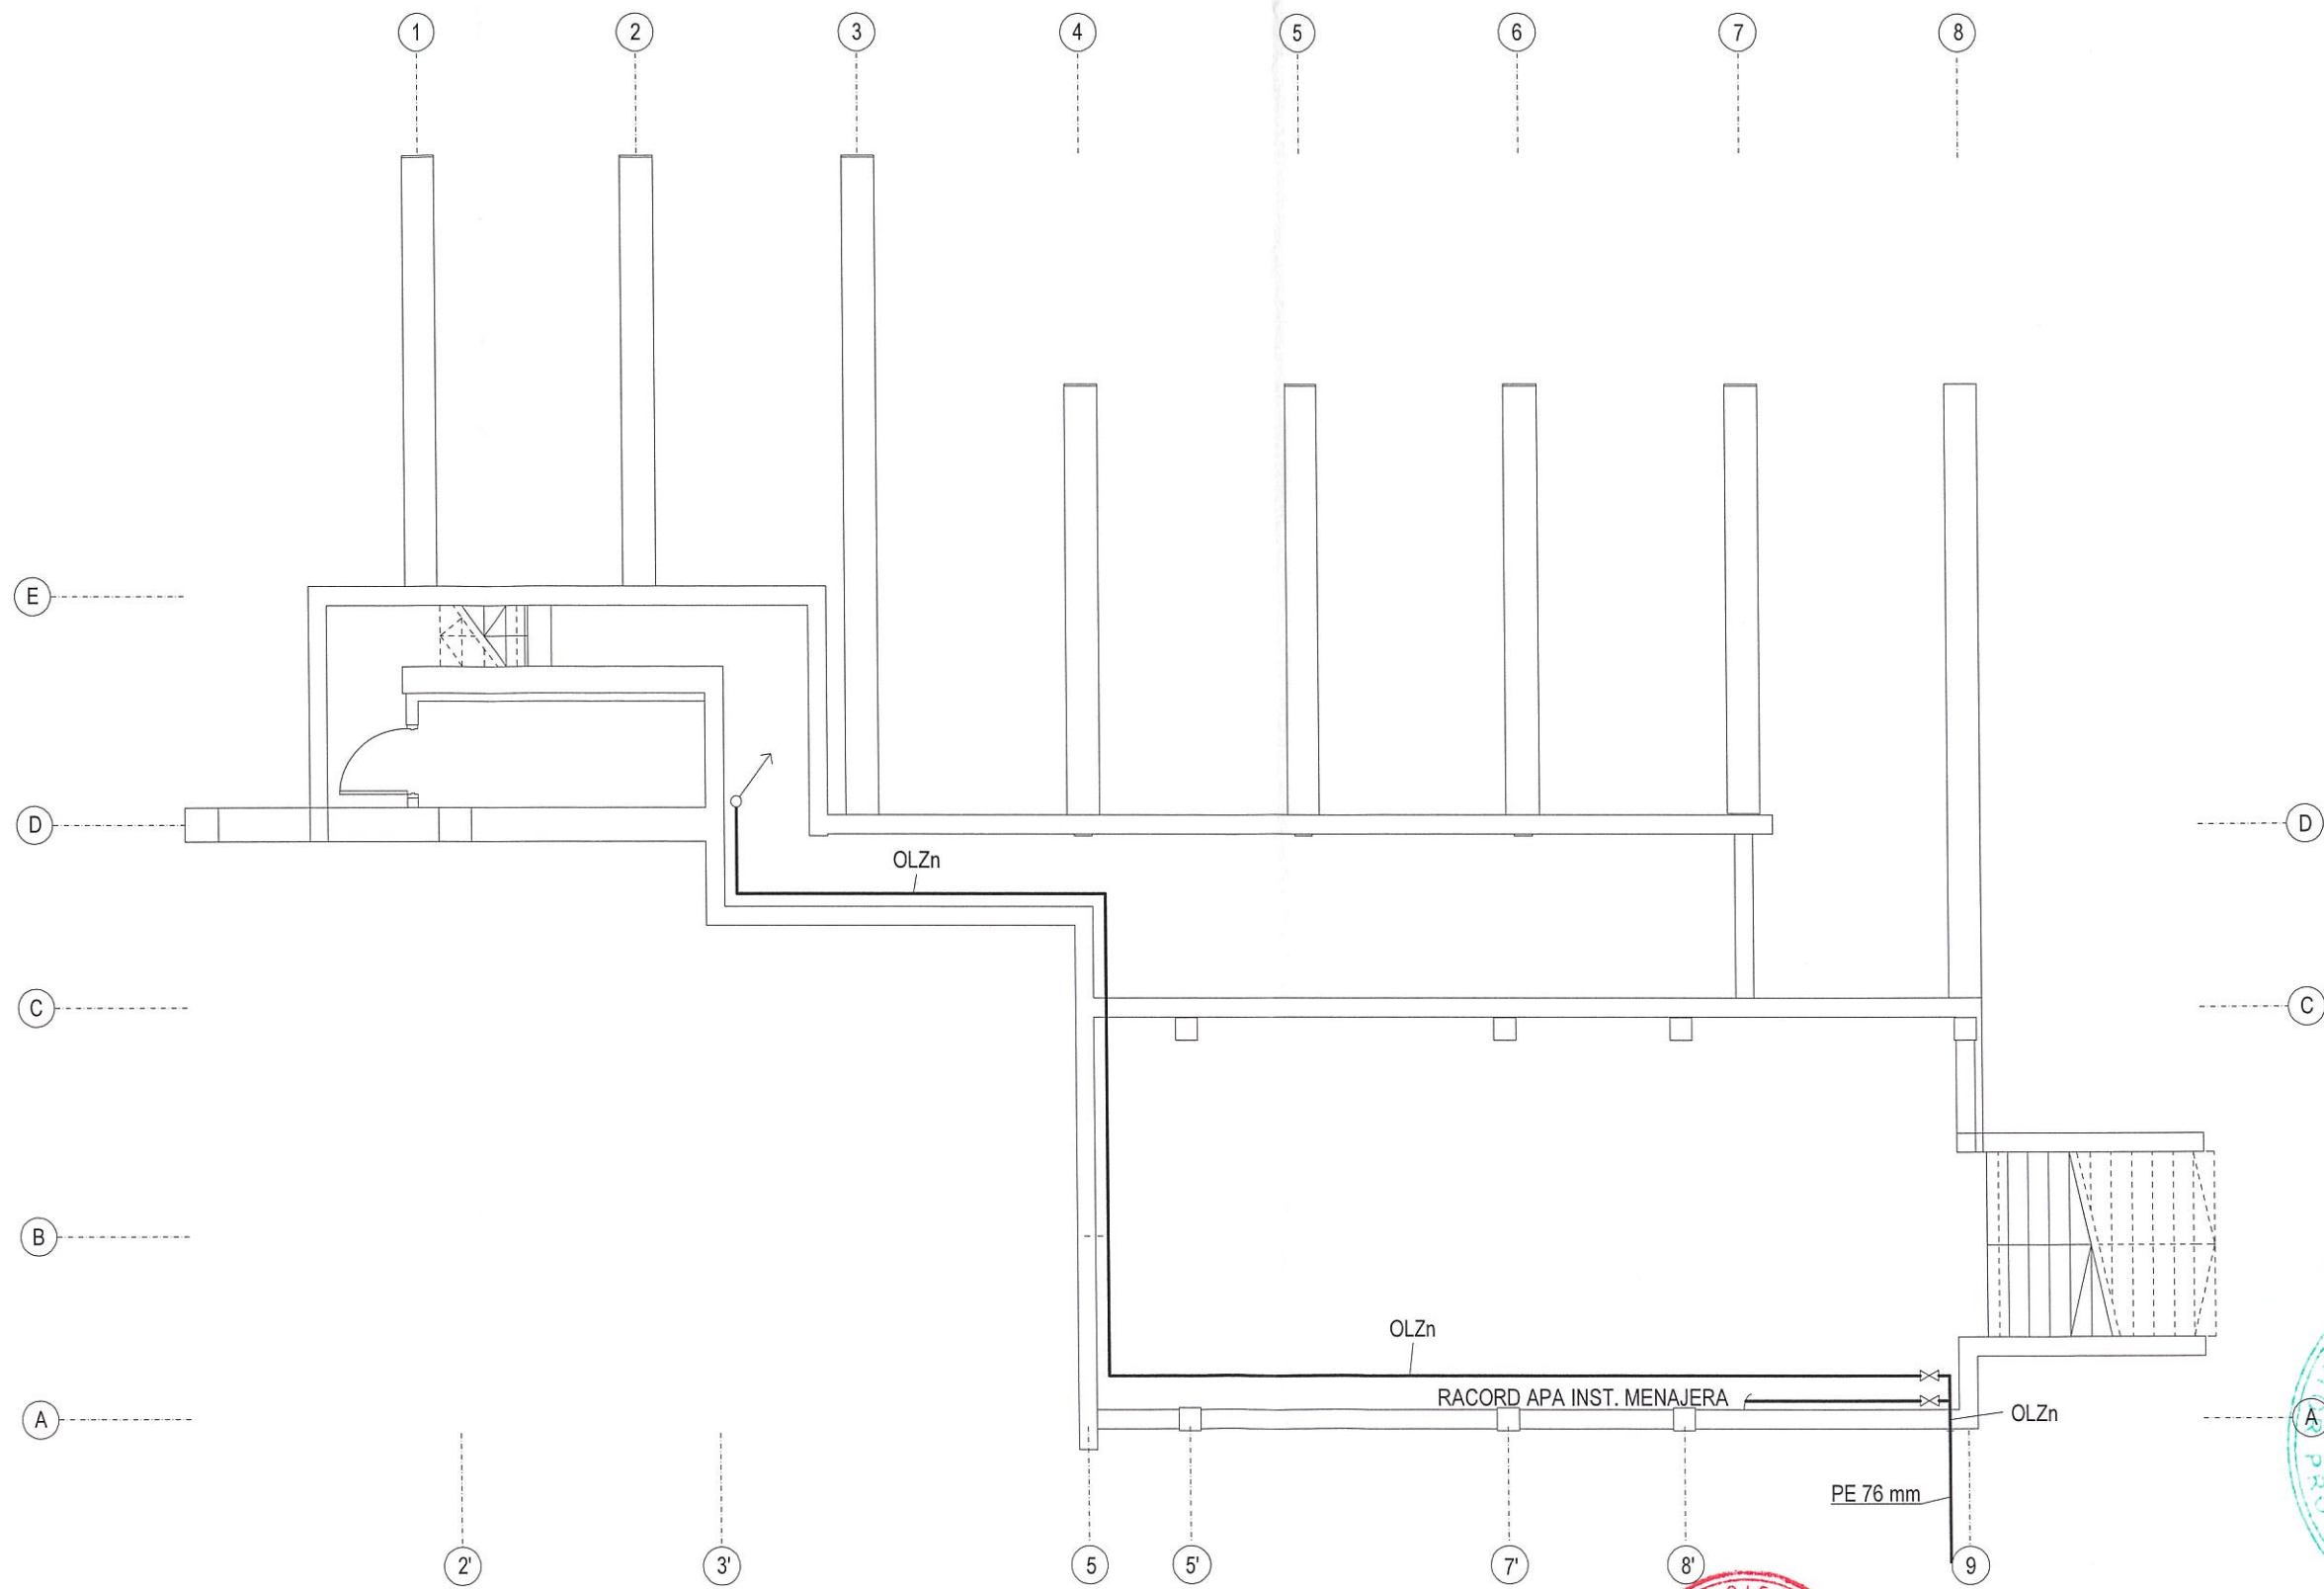 1 2 3 4 5 6 7 8
E
D D
OLZn
C C
B
OLZn
RACORD APA INST. MENAJERA
A OLZn A
PE 76 mm
2' 3' 5 5' 7' 8' 9